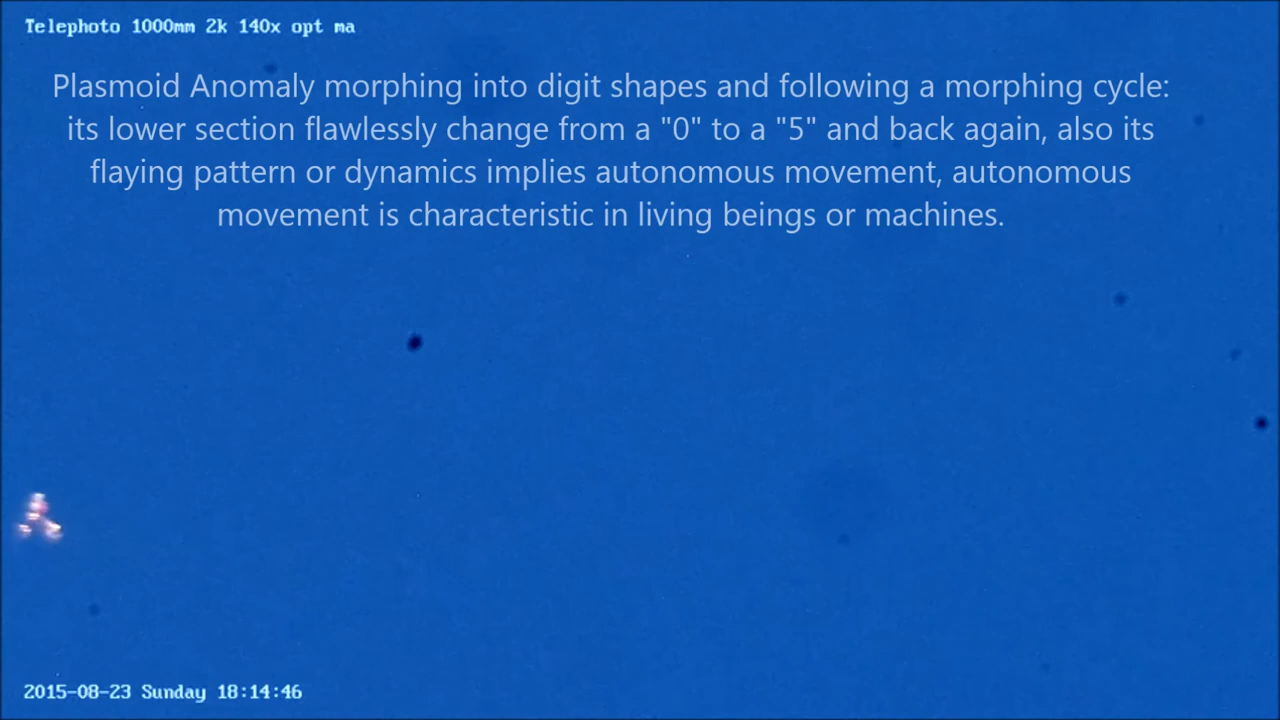 Telephoto 1000mm 2k 140x opt ma
Plasmoid Anomaly morphing into digit shapes and following a morphing cycle:
its lower section flawlessly change from a "0" to a "5" and back again, also its
flaying pattern or dynamics implies autonomous movement, autonomous
movement is characteristic in living beings or machines.
2015-08-23 Sunday 18:14:46